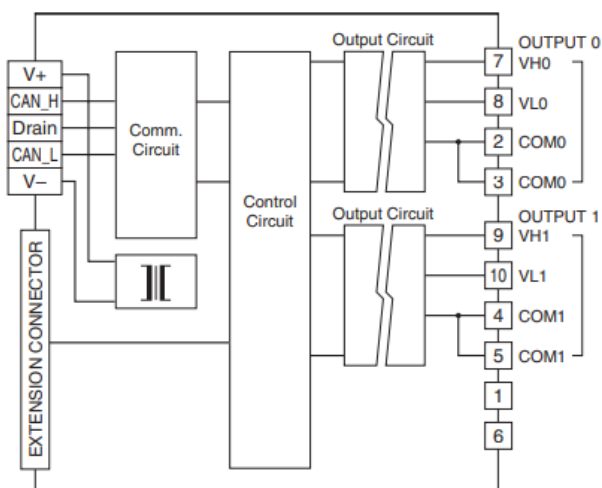 V+
CAN_H
Drain
CAN_L
V−
EXTENSION CONNECTOR
Comm.
Circuit
Control
Circuit
Output Circuit
Output Circuit
OUTPUT 0
7 VH0
8 VL0
2 COM0
3 COM0
OUTPUT 1
9 VH1
10 VL1
4 COM1
5 COM1
1
6